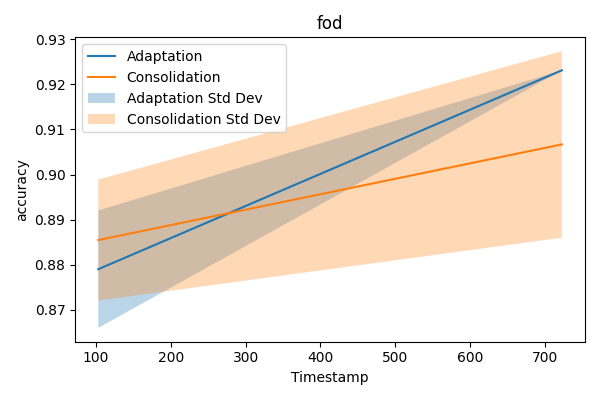 fod
0.93
0.92
0.91
0.90
0.89
0.88
0.87
accuracy
Adaptation
Consolidation
Adaptation Std Dev
Consolidation Std Dev
100
200
300
400
500
600
700
Timestamp